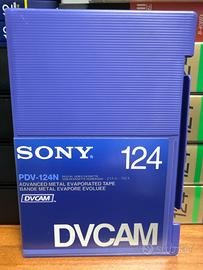 SONY 124
PDV-124N
ADVANCED METAL EVAPORATED TAPE
BANDE METAL EVAPORE EVOLUEE
DVCAM
DVCAM